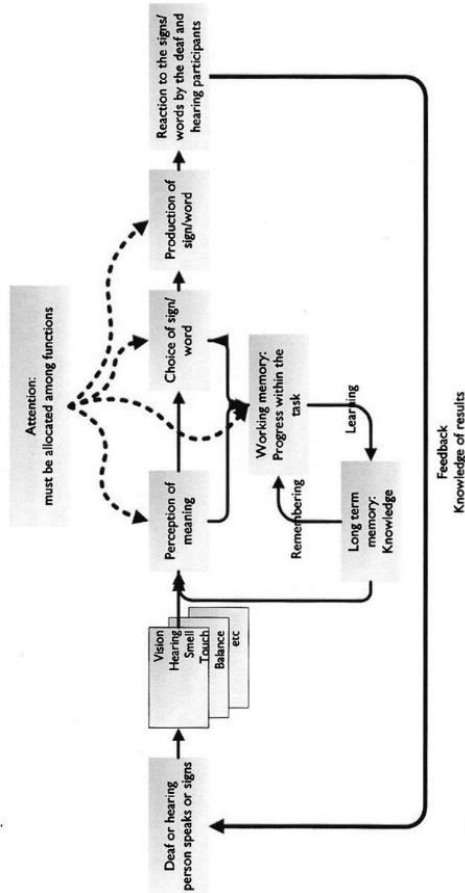 Attention:
must be allocated among functions
Deaf or hearing
person speaks or signs
Vision
Hearing
Smell
Touch
Balance
etc
Perception of
meaning
Choice of sign/
word
Production of
sign/word
Reaction to the signs/
words by the deaf and
hearing participants
Working memory:
Progress within the
task
Remembering
Learning
Long term
memory:
Knowledge
Feedback
Knowledge of results